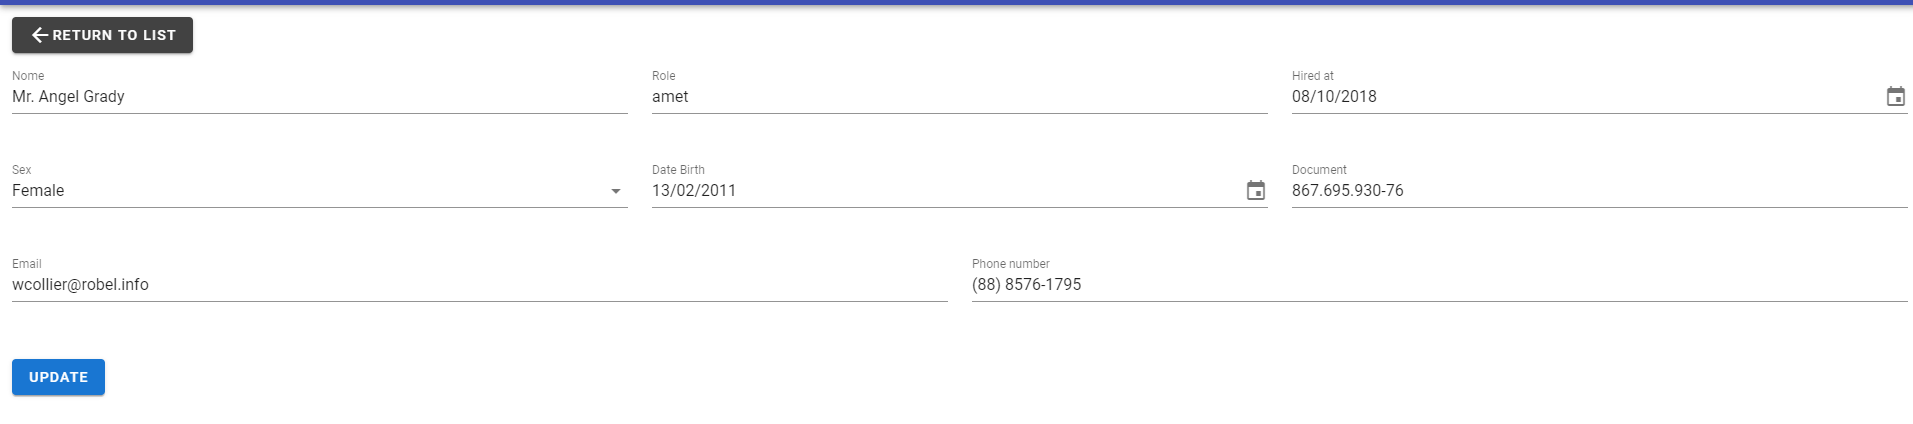 RETURN TO LIST
Nome Role Hired at
Mr. Angel Grady amet 08/10/2018
Sex Date Birth Document
Female 13/02/2011 867.695.930-76
Email Phone number
wcollier@robel.info (88) 8576-1795
UPDATE